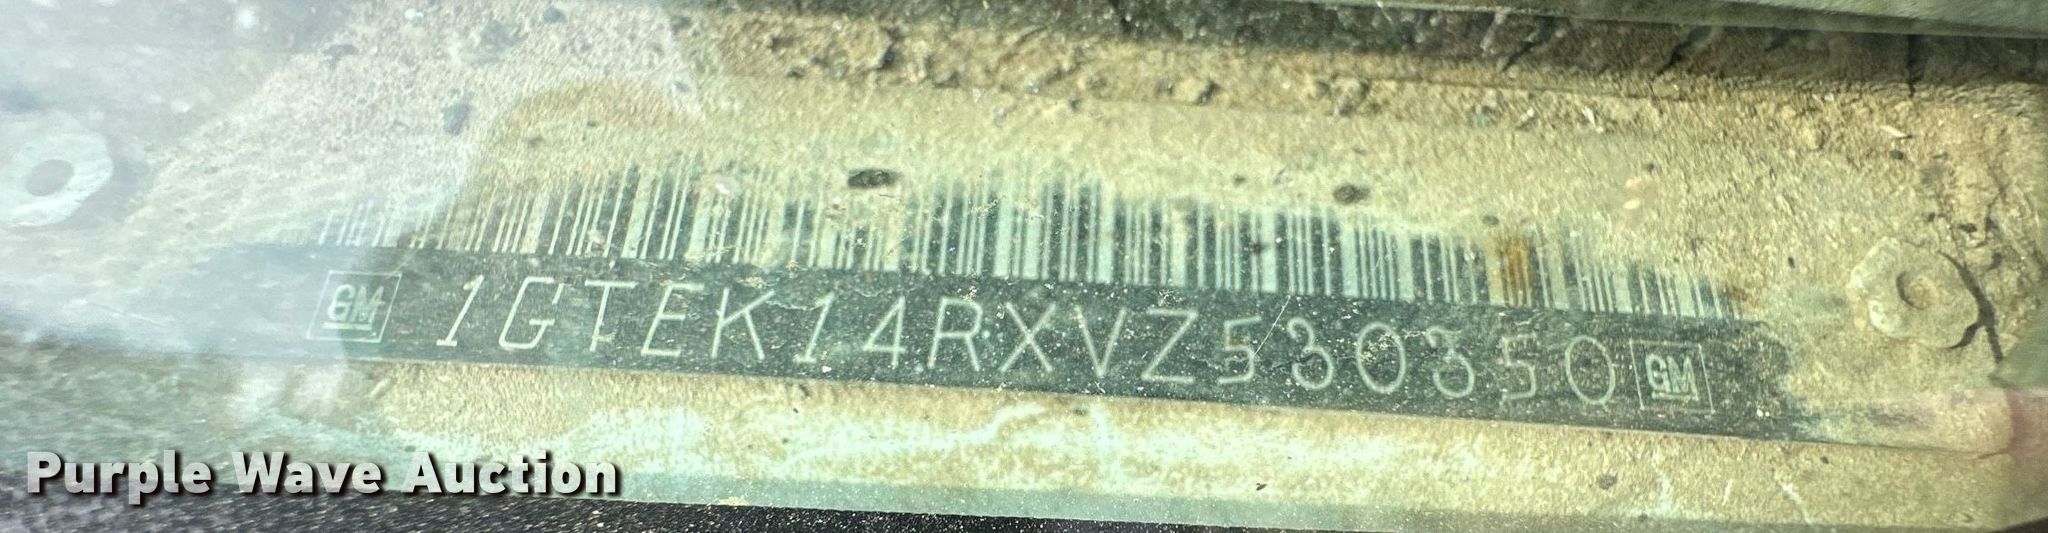 GM 1GTEK14RXVZ530350 GM
Purple Wave Auction